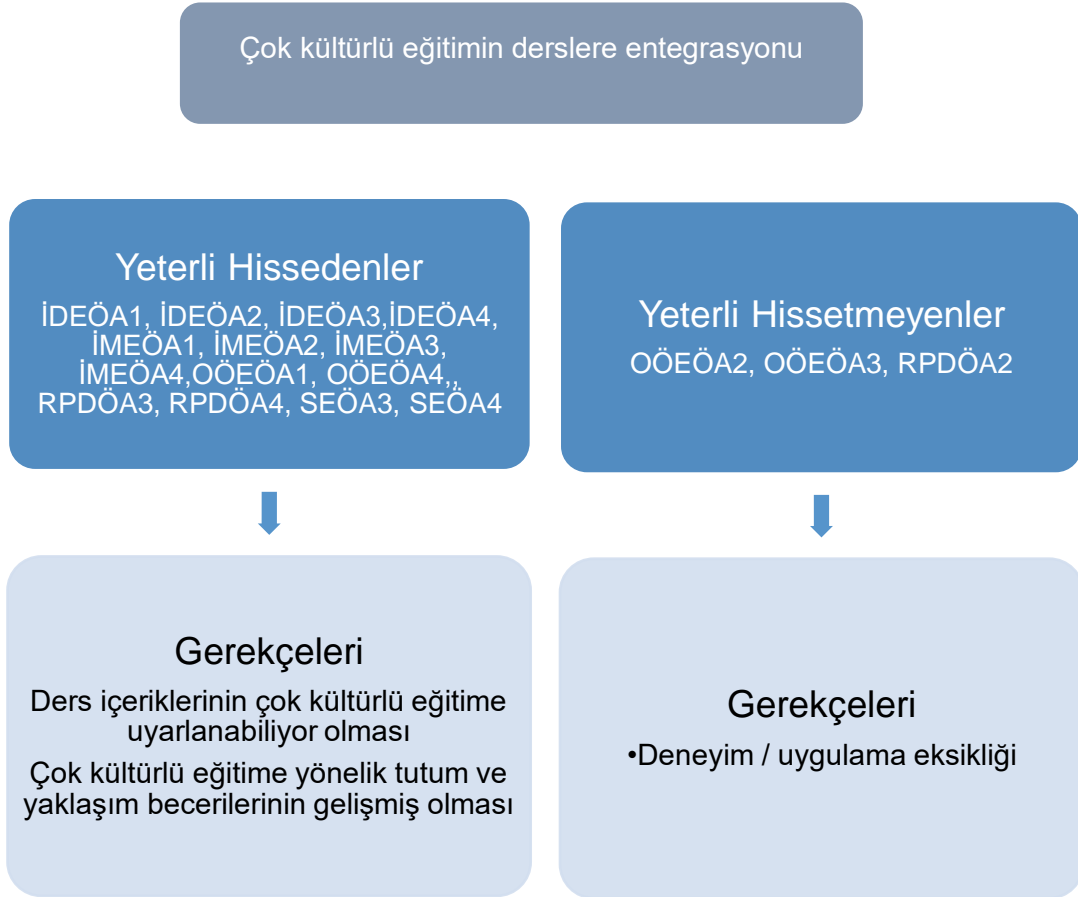 Çok kültürlü eğitimin derslere entegrasyonu
Yeterli Hissedenler
İDEÖA1, İDEÖA2, İDEÖA3,İDEÖA4,
İMEÖA1, İMEÖA2, İMEÖA3,
İMEÖA4,OÖEÖA1, OÖEÖA4,,
RPDÖA3, RPDÖA4, SEÖA3, SEÖA4
Yeterli Hissetmeyenler
OÖEÖA2, OÖEÖA3, RPDÖA2
Gerekçeleri
Ders içeriklerinin çok kültürlü eğitime
uyarlanabiliyor olması
Çok kültürlü eğitime yönelik tutum ve
yaklaşım becerilerinin gelişmiş olması
Gerekçeleri
•Deneyim / uygulama eksikliği